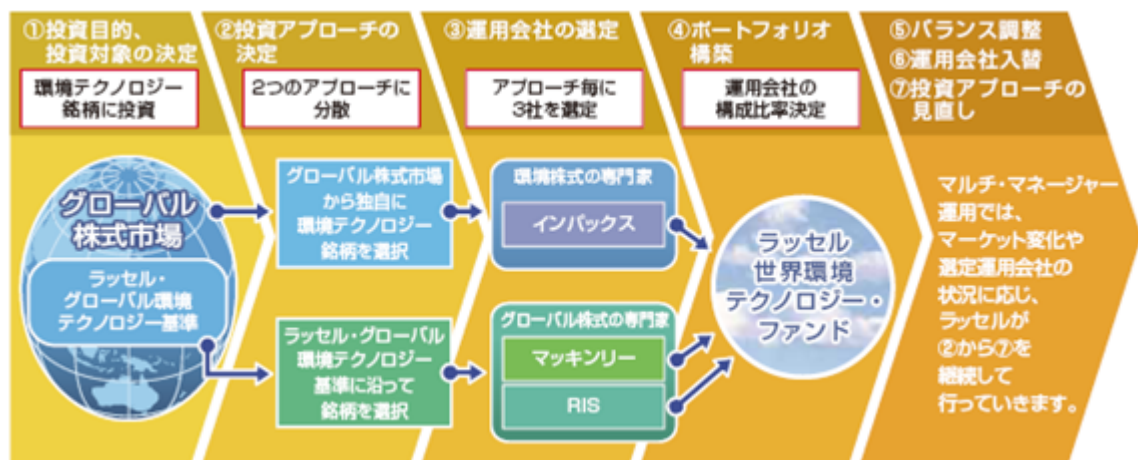 ①投資目的、
投資対象の決定
環境テクノロジー
銘柄に投資
グローバル
株式市場
ラッセル・
グローバル環境
テクノロジー基準
②投資アプローチの
決定
2つのアプローチに
分散
グローバル株式市場
から独自に
環境テクノロジー
銘柄を選択
ラッセル・グローバル
環境テクノロジー
基準に沿って
銘柄を選択
③運用会社の選定
アプローチ毎に
3社を選定
環境株式の専門家
インパックス
グローバル株式の専門家
マッキンリー
RIS
④ポートフォリオ
構築
運用会社の
構成比率決定
ラッセル
世界環境
テクノロジー・
ファンド
⑤バランス調整
⑥運用会社入替
⑦投資アプローチの
見直し
マルチ・マネージャー
運用では、
マーケット変化や
選定運用会社の
状況に応じ、
ラッセルが
②から⑦を
継続して
行っていきます。